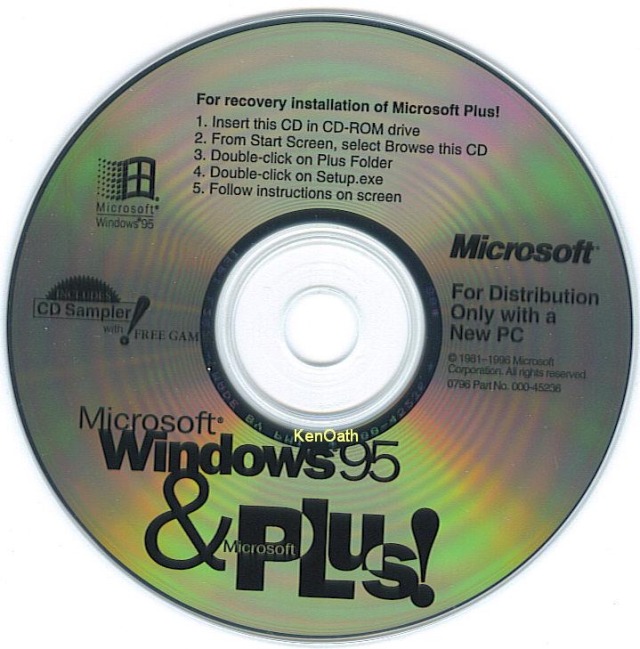 For recovery installation of Microsoft Plus!
1. Insert this CD in CD-ROM drive
2. From Start Screen, select Browse this CD
3. Double-click on Plus Folder
4. Double-click on Setup.exe
5. Follow instructions on screen
Microsoft®
Windows®95
Microsoft®
For Distribution
Only with a
New PC
© 1981–1996 Microsoft
Corporation. All rights reserved.
0796 Part No. 000-45236
INCLUDES
CD Sampler
with FREE GAM
Microsoft®
Windows®95
KenOath
&
Microsoft
Plus!